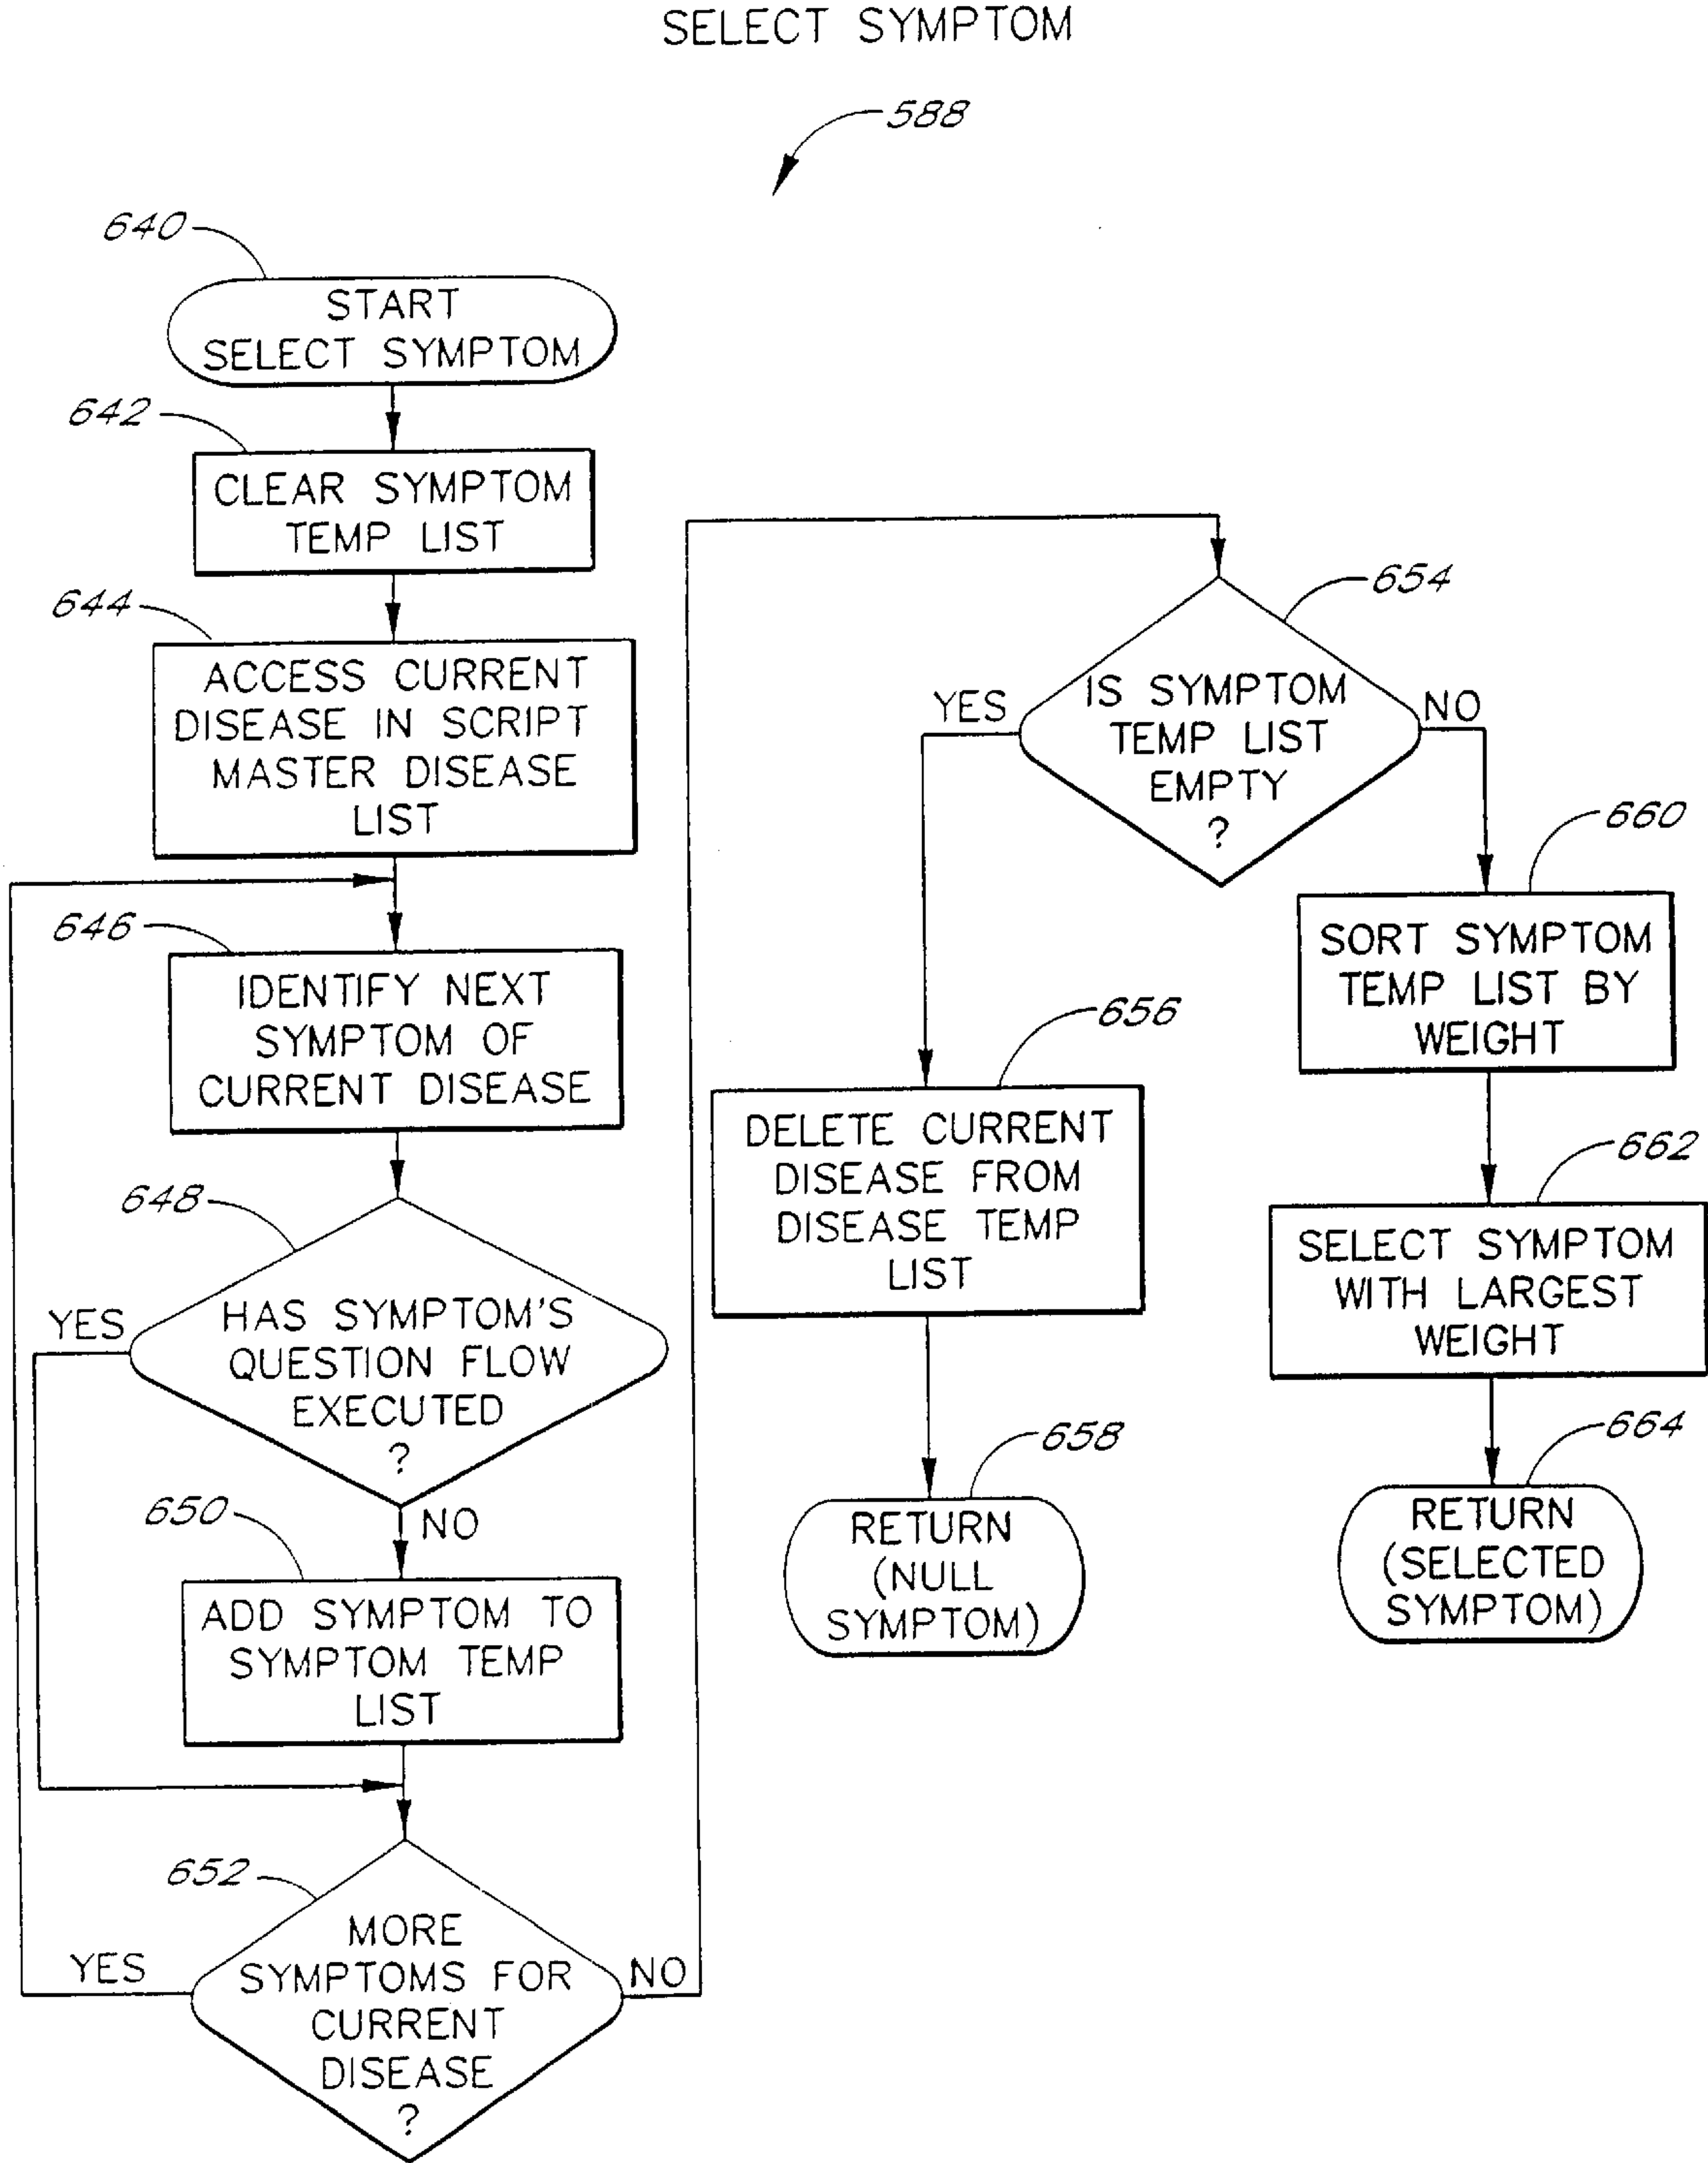 SELECT SYMPTOM
588
640
START
SELECT SYMPTOM
642
CLEAR SYMPTOM
TEMP LIST
644
ACCESS CURRENT
DISEASE IN SCRIPT
MASTER DISEASE
LIST
646
IDENTIFY NEXT
SYMPTOM OF
CURRENT DISEASE
648
YES
HAS SYMPTOM'S
QUESTION FLOW
EXECUTED
?
NO
650
ADD SYMPTOM TO
SYMPTOM TEMP
LIST
652
YES
MORE
SYMPTOMS FOR
CURRENT
DISEASE
?
NO
654
YES
IS SYMPTOM
TEMP LIST
EMPTY
?
NO
656
DELETE CURRENT
DISEASE FROM
DISEASE TEMP
LIST
658
RETURN
(NULL
SYMPTOM)
660
SORT SYMPTOM
TEMP LIST BY
WEIGHT
662
SELECT SYMPTOM
WITH LARGEST
WEIGHT
664
RETURN
(SELECTED
SYMPTOM)